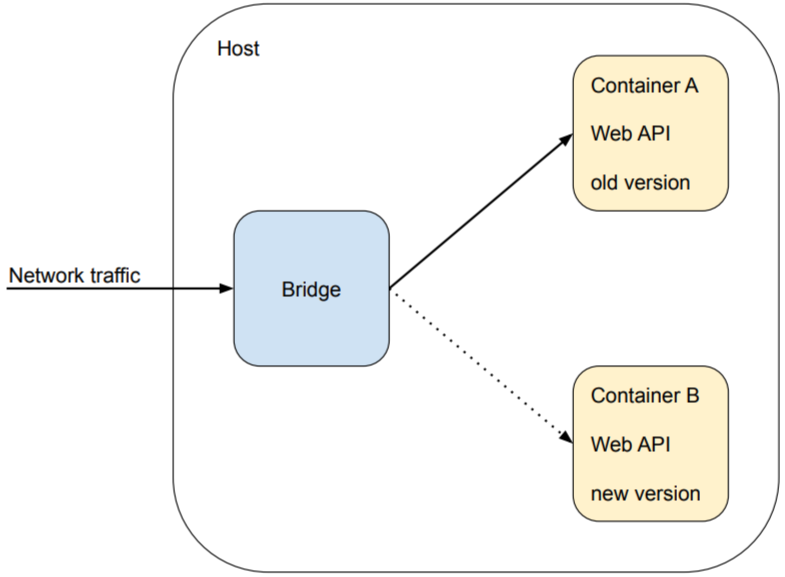 Host
Container A
Web API
old version
Network traffic
Bridge
Container B
Web API
new version